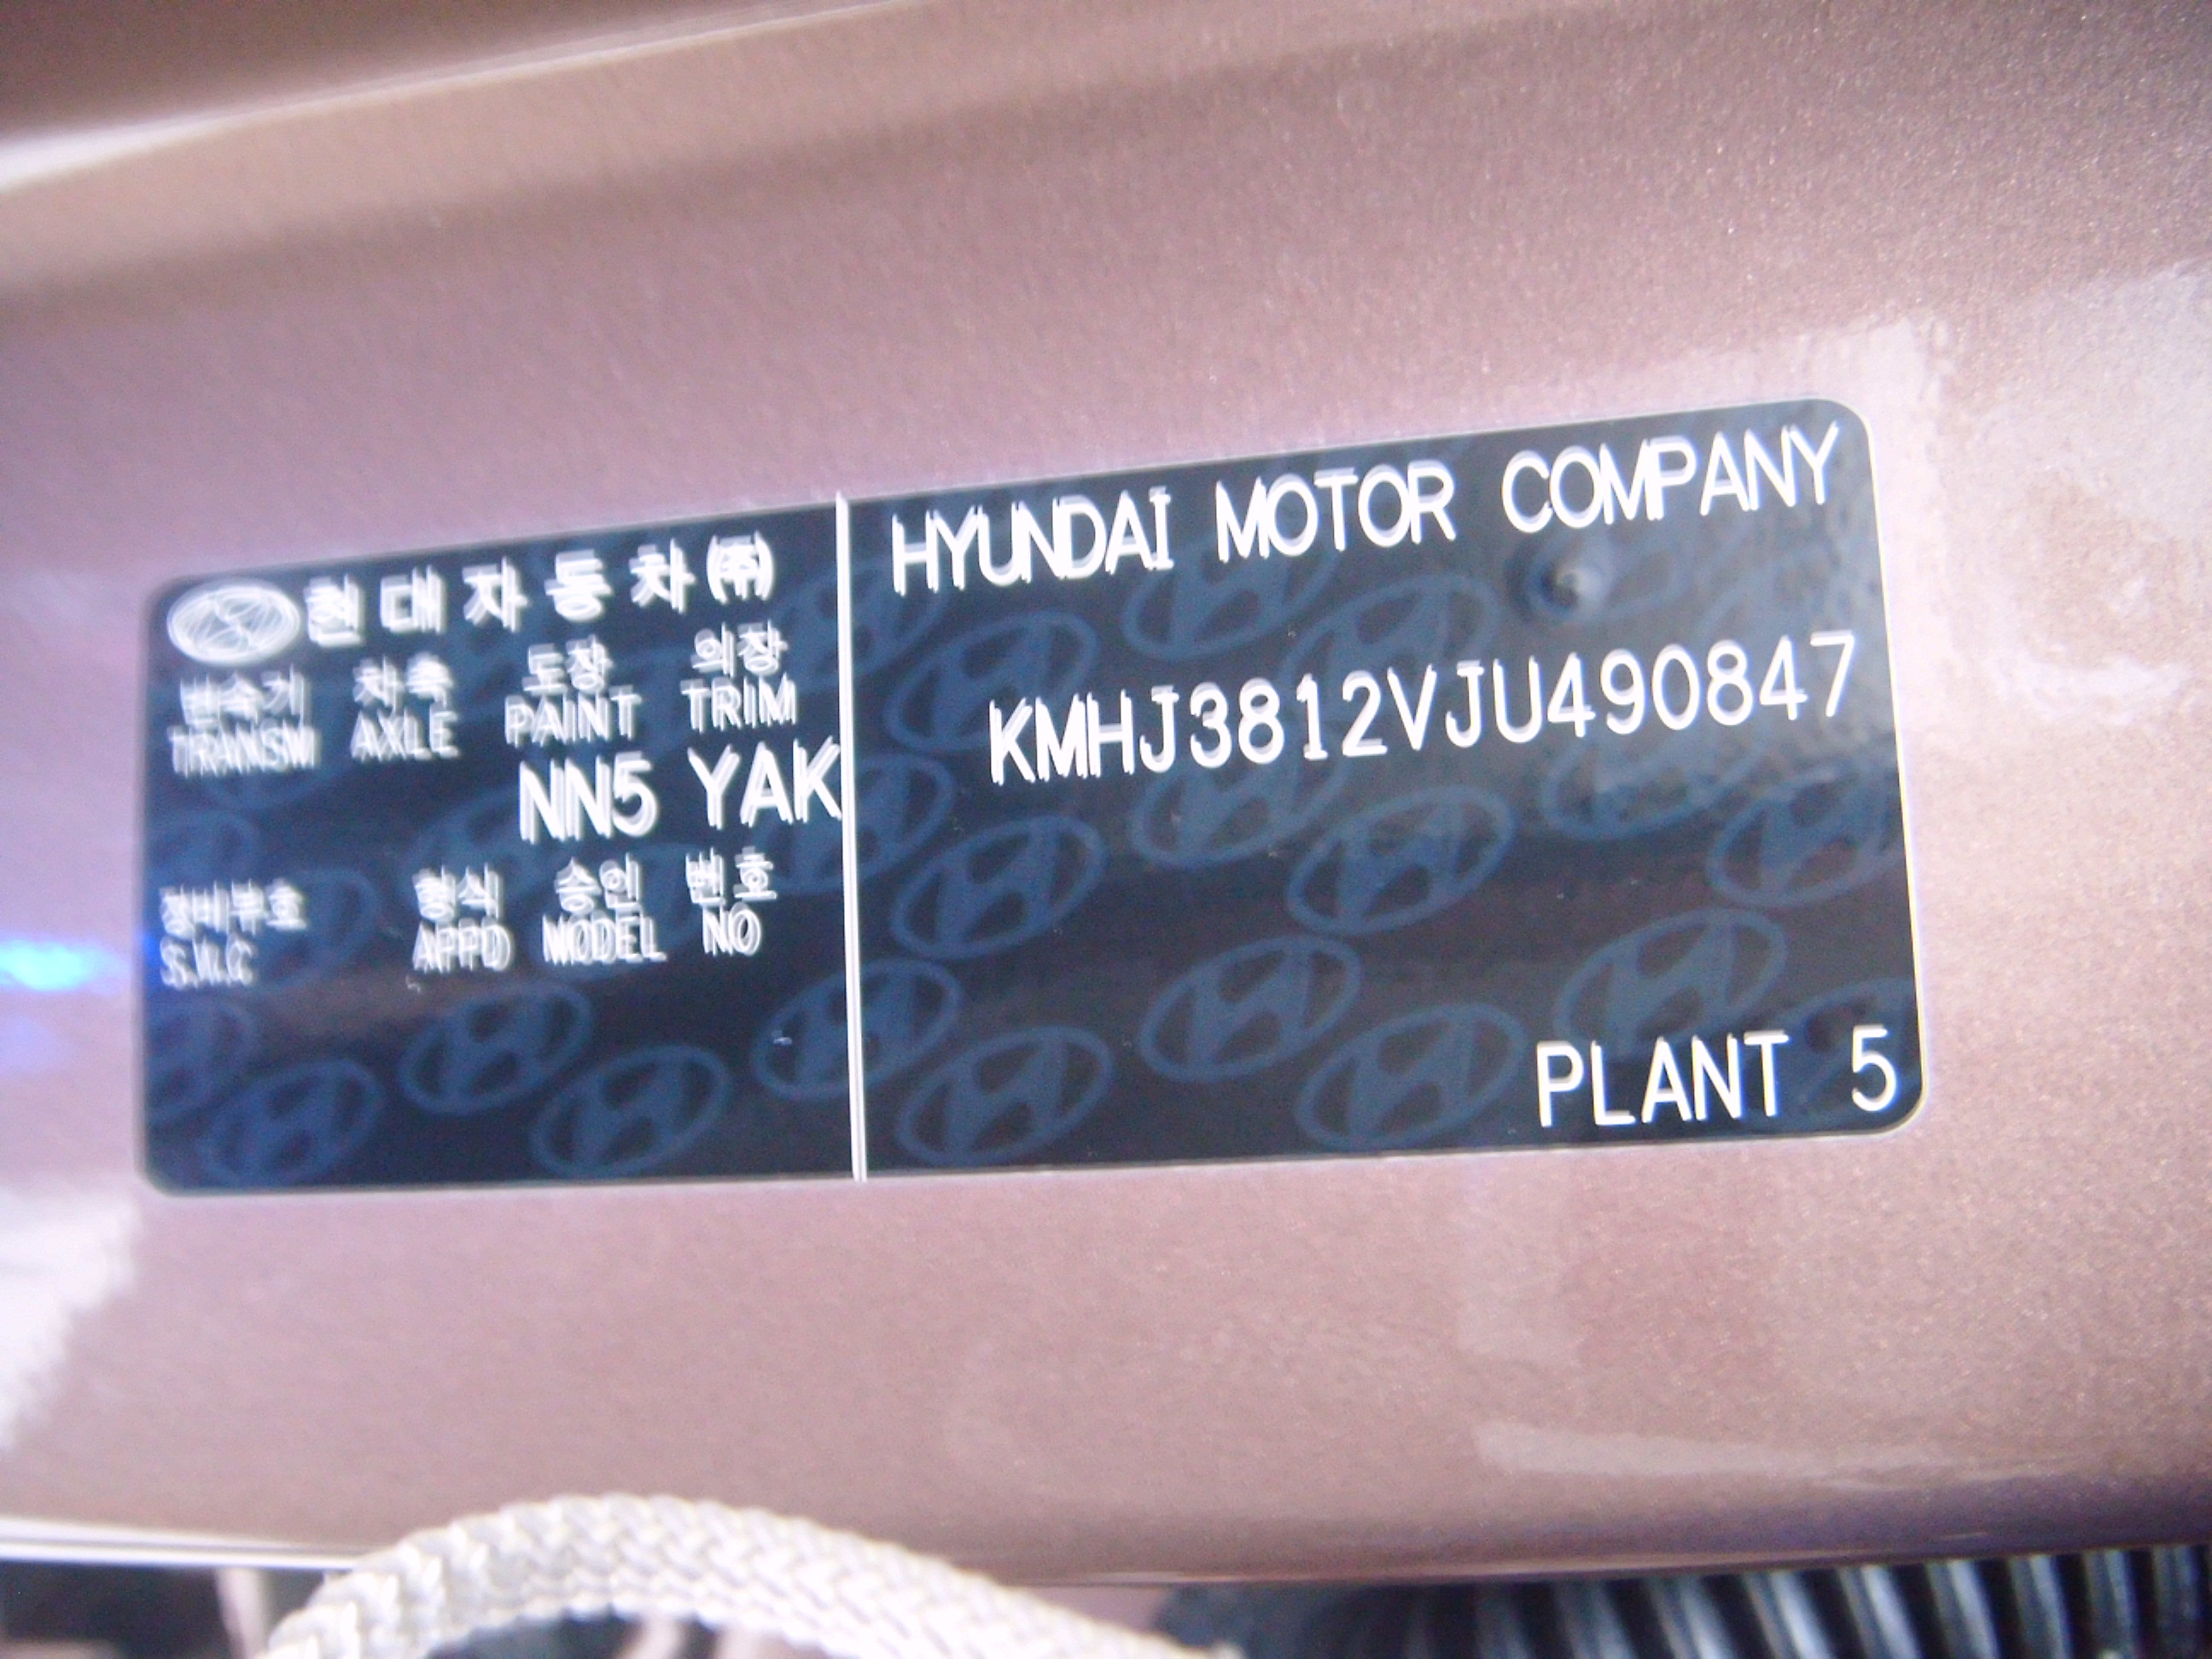 현대자동차㈜
변속기 차축 도장 의장
TRANSM AXLE PAINT TRIM
NN5 YAK
정비부호 형식 승인 번호
S.V.C APPD MODEL NO
HYUNDAI MOTOR COMPANY
KMHJ3812VJU490847
PLANT 5